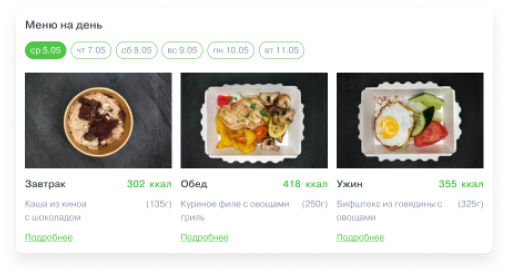 Меню на день
ср 5.05 чт 7.05 сб 8.05 вс 9.05 пн 10.05 вт 11.05
Завтрак 302 ккал Обед 418 ккал Ужин 355 ккал
Каша из киноа (135г) Куриное филе с овощами (250г) Бифштекс из говядины с (325г)
с шоколадом гриль овощами
Подробнее Подробнее Подробнее